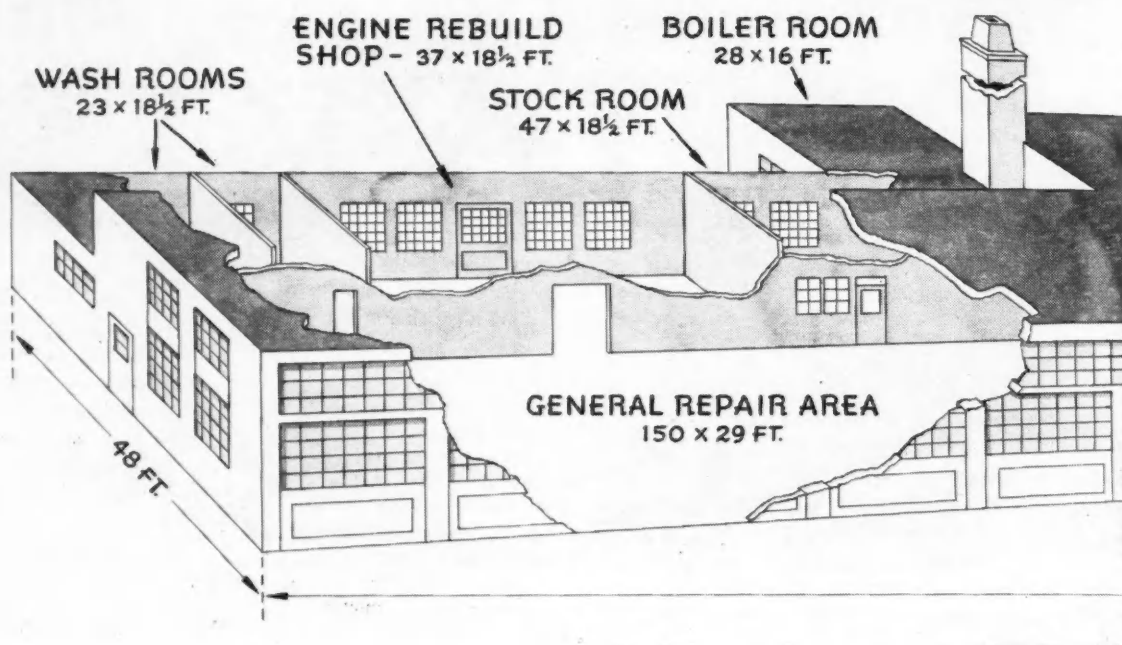 ENGINE REBUILD
SHOP - 37 × 18½ FT.
BOILER ROOM
28 × 16 FT.
WASH ROOMS
23 × 18½ FT.
STOCK ROOM
47 × 18½ FT.
GENERAL REPAIR AREA
150 × 29 FT.
48 FT.